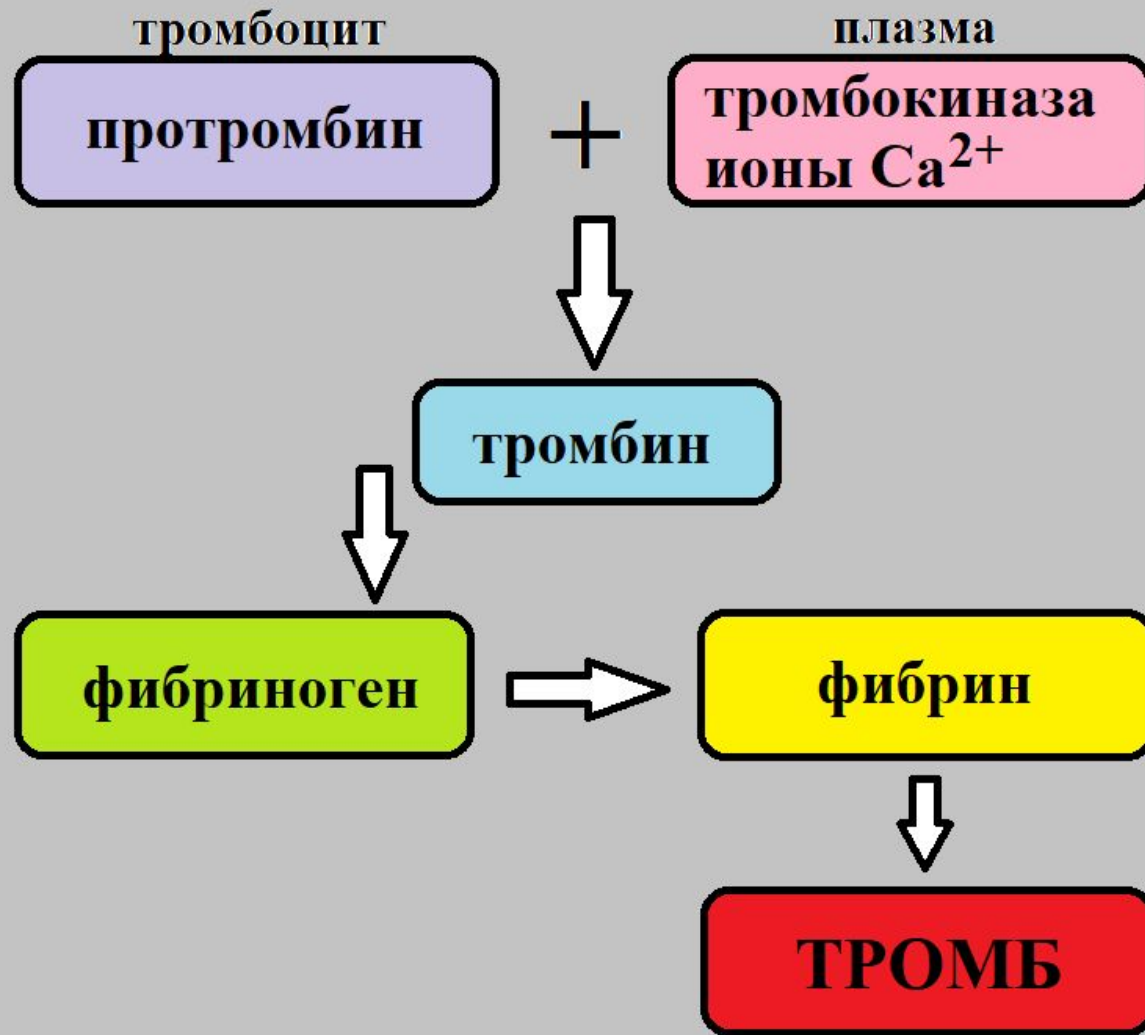 тромбоцит
плазма
протромбин
+
тромбокиназа
ионы Ca²⁺
тромбин
фибриноген
фибрин
ТРОМБ